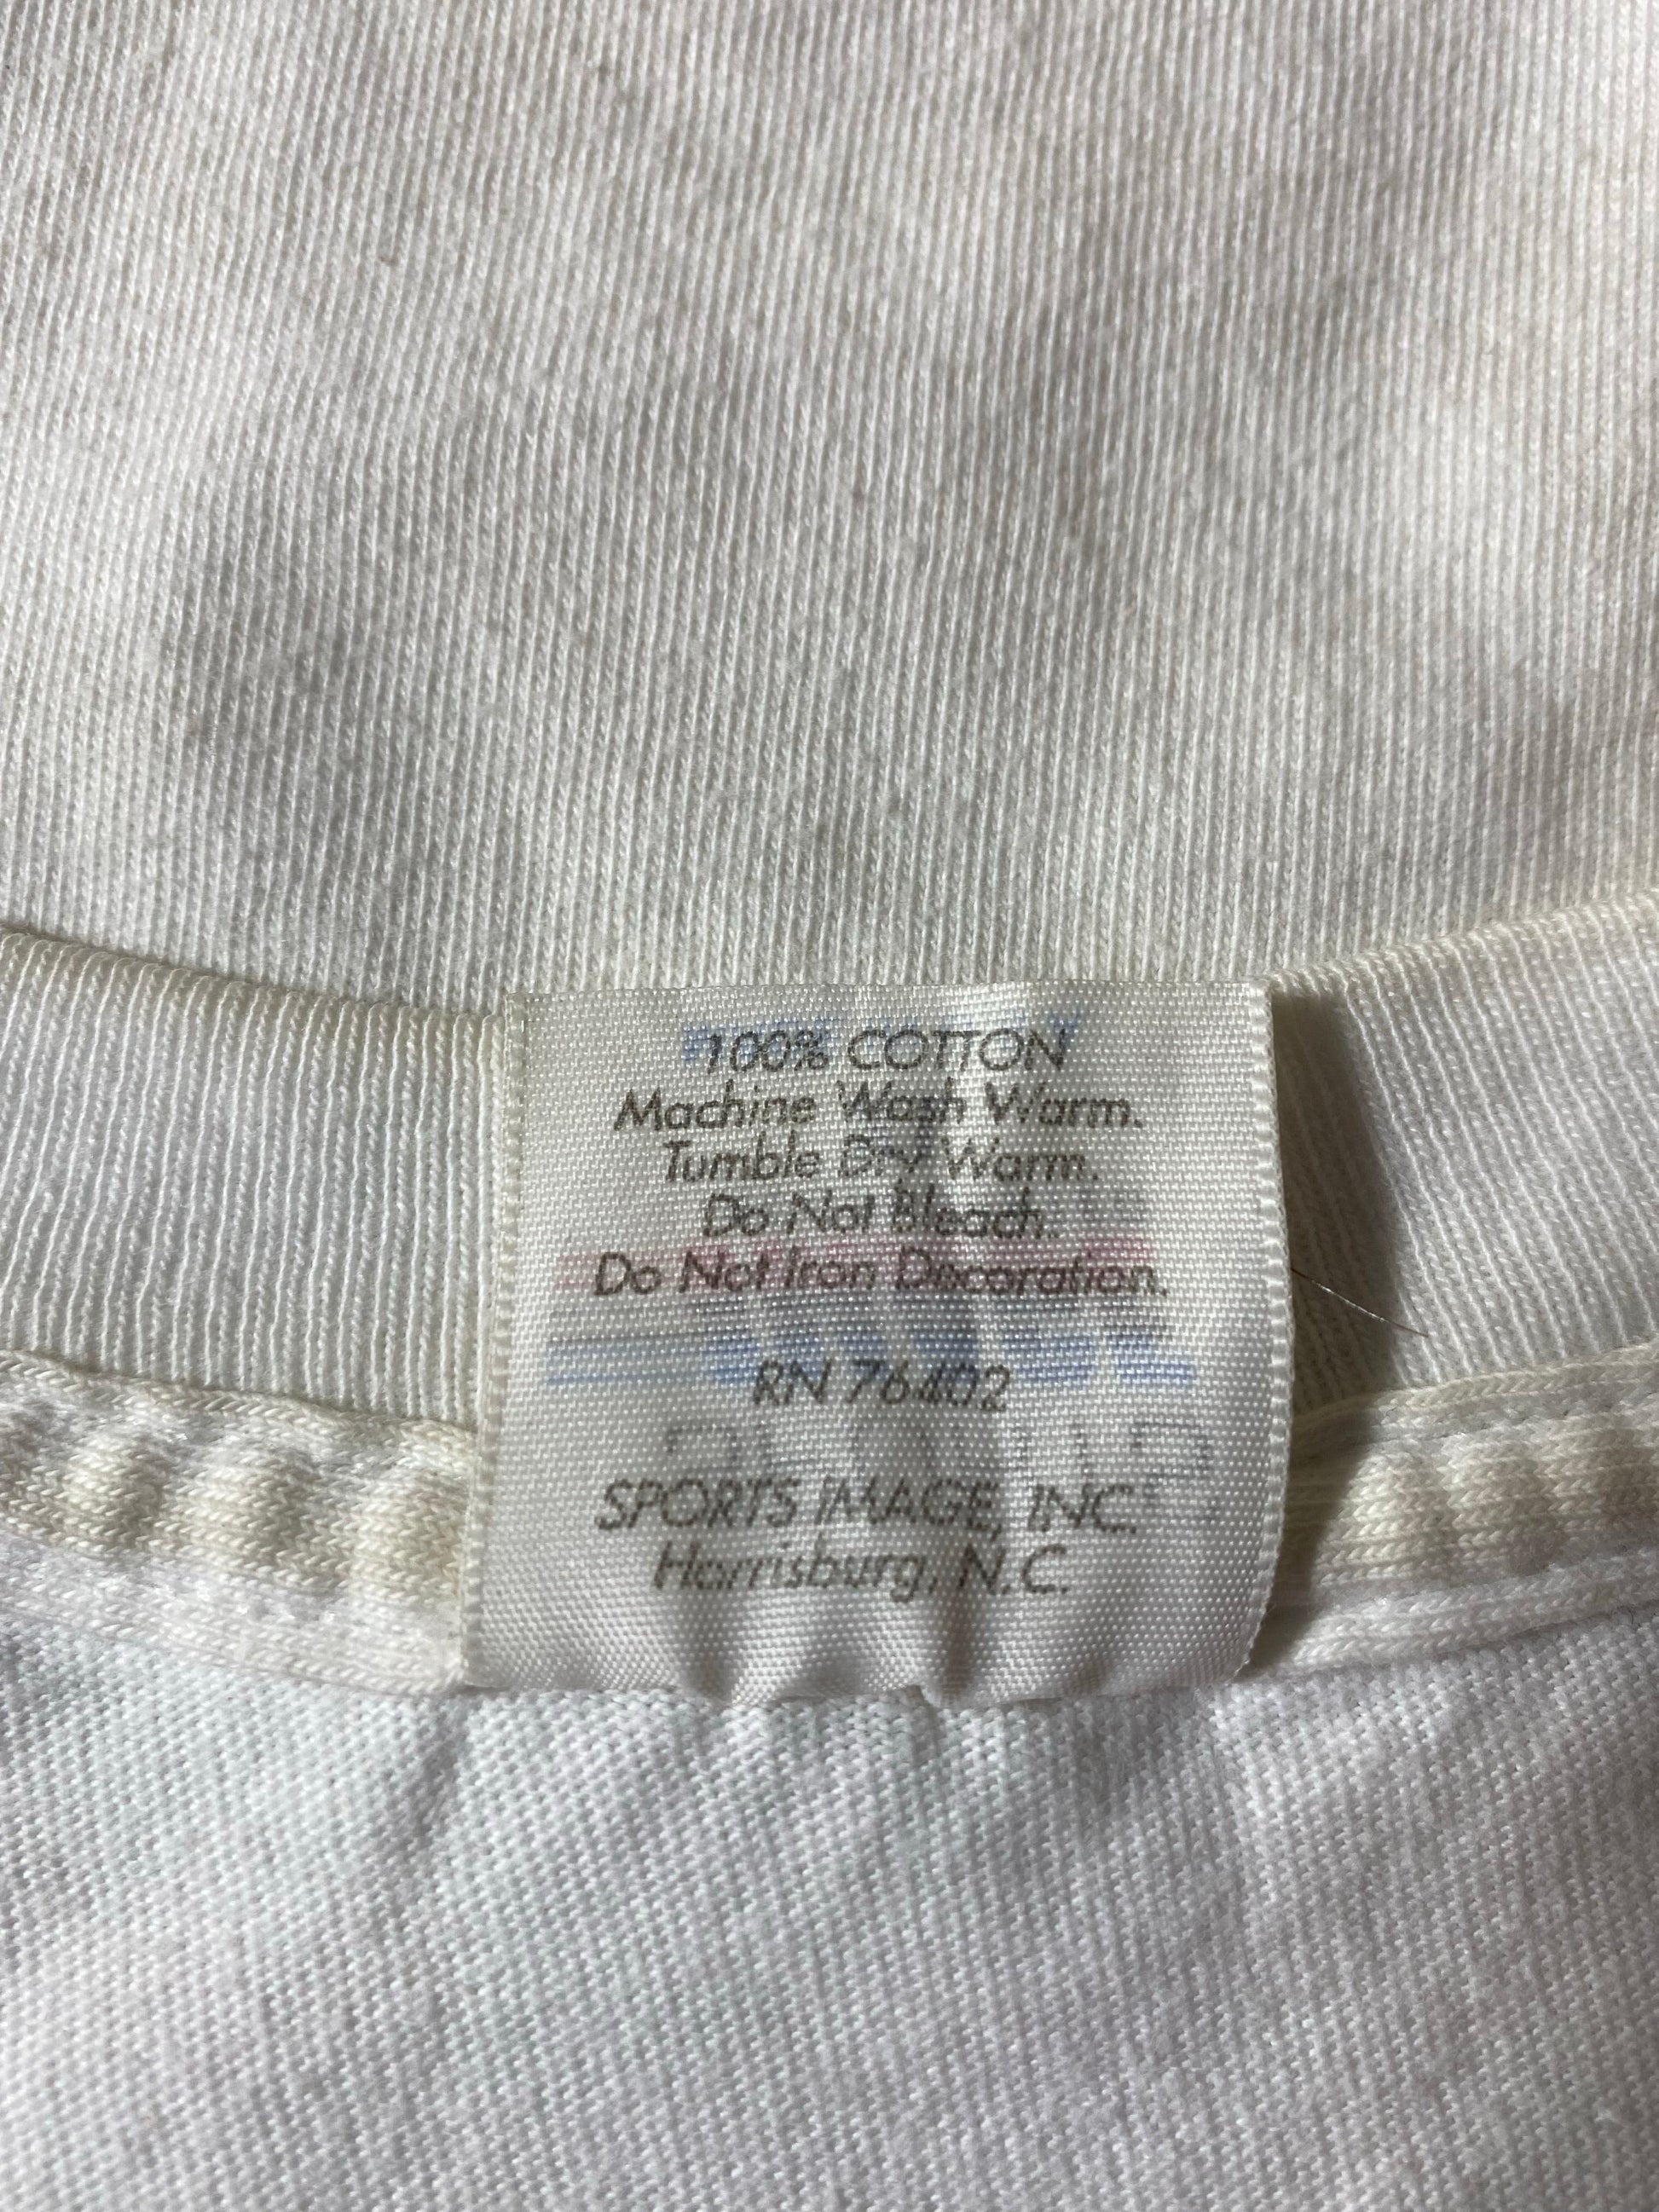 100% COTTON
Machine Wash Warm.
Tumble Dry Warm.
Do Not Bleach.
Do Not Iron Decoration.
RN 76402
SPORTS IMAGE, INC.
Harrisburg, N.C.